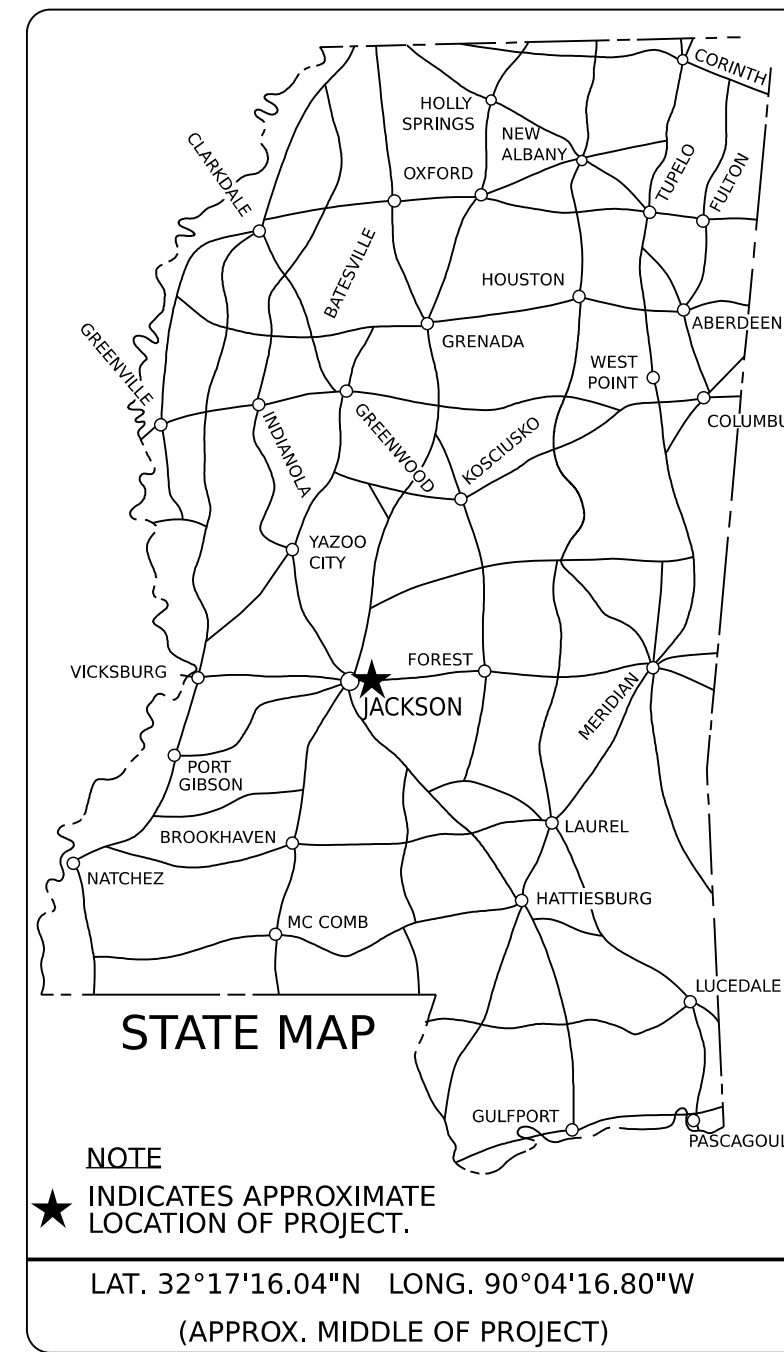 CORINTH
HOLLY
SPRINGS
NEW
ALBANY
CLARKDALE
OXFORD
TUPELO
FULTON
BATESVILLE
HOUSTON
ABERDEEN
GREENVILLE
GRENADA
WEST
POINT
COLUMBU
INDIANOLA
GREENWOOD
KOSCIUSKO
YAZOO
CITY
VICKSBURG
FOREST
JACKSON
MERIDIAN
PORT
GIBSON
BROOKHAVEN
LAUREL
NATCHEZ
HATTIESBURG
MC COMB
LUCEDALE
STATE MAP
GULFPORT
PASCAGOUL
NOTE
INDICATES APPROXIMATE
LOCATION OF PROJECT.
LAT. 32°17'16.04"N LONG. 90°04'16.80"W
(APPROX. MIDDLE OF PROJECT)